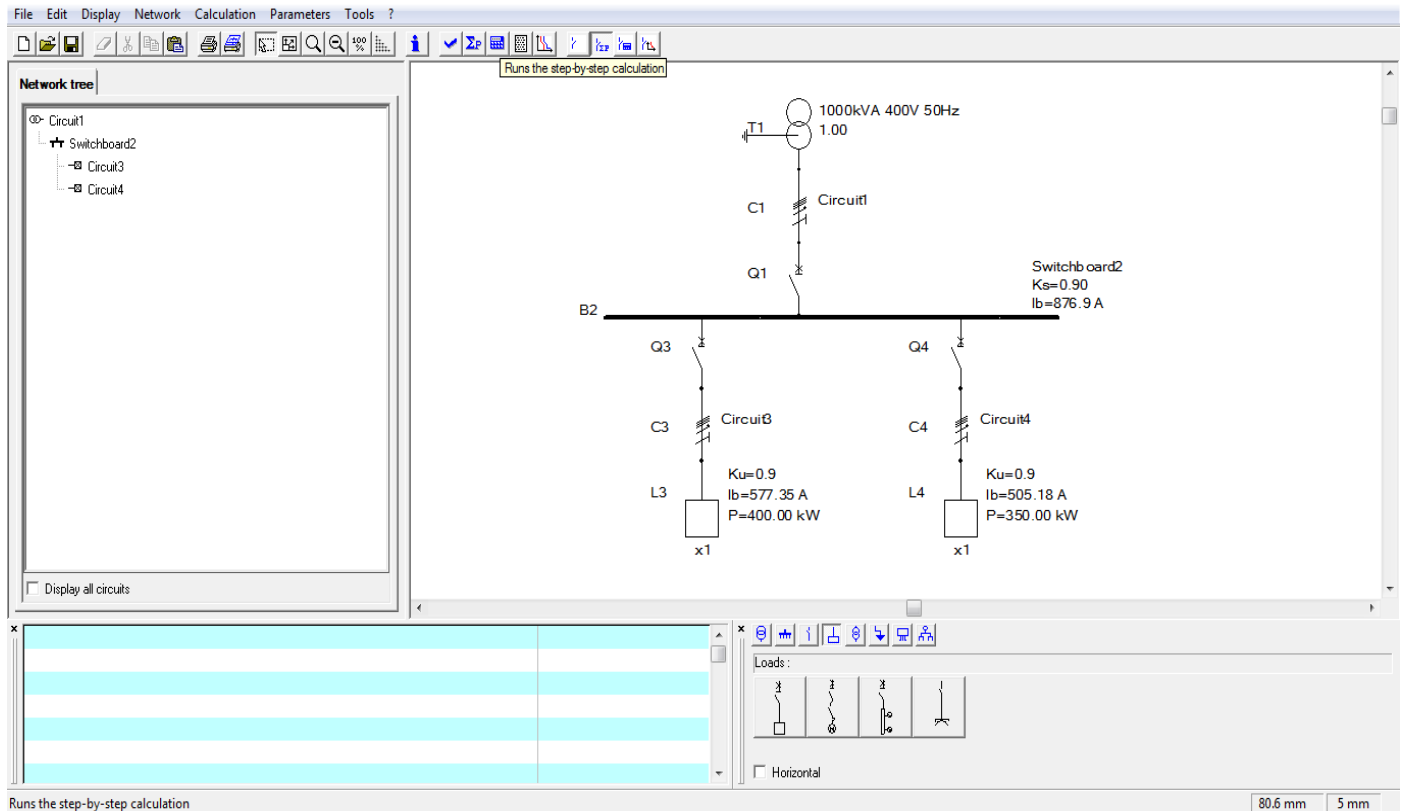 File Edit Display Network Calculation Parameters Tools ?
100 %
ΣP
ΣP
Runs the step-by-step calculation
Network tree
Circuit1
Switchboard2
Circuit3
Circuit4
Display all circuits
1000kVA 400V 50Hz
T1
1.00
C1
Circuit1
Q1
Switchboard2
Ks=0.90
Ib=876.9 A
B2
Q3
Q4
C3
Circuit3
C4
Circuit4
L3
Ku=0.9
Ib=577.35 A
P=400.00 kW
x1
L4
Ku=0.9
Ib=505.18 A
P=350.00 kW
x1
Loads :
Horizontal
Runs the step-by-step calculation
80.6 mm
5 mm